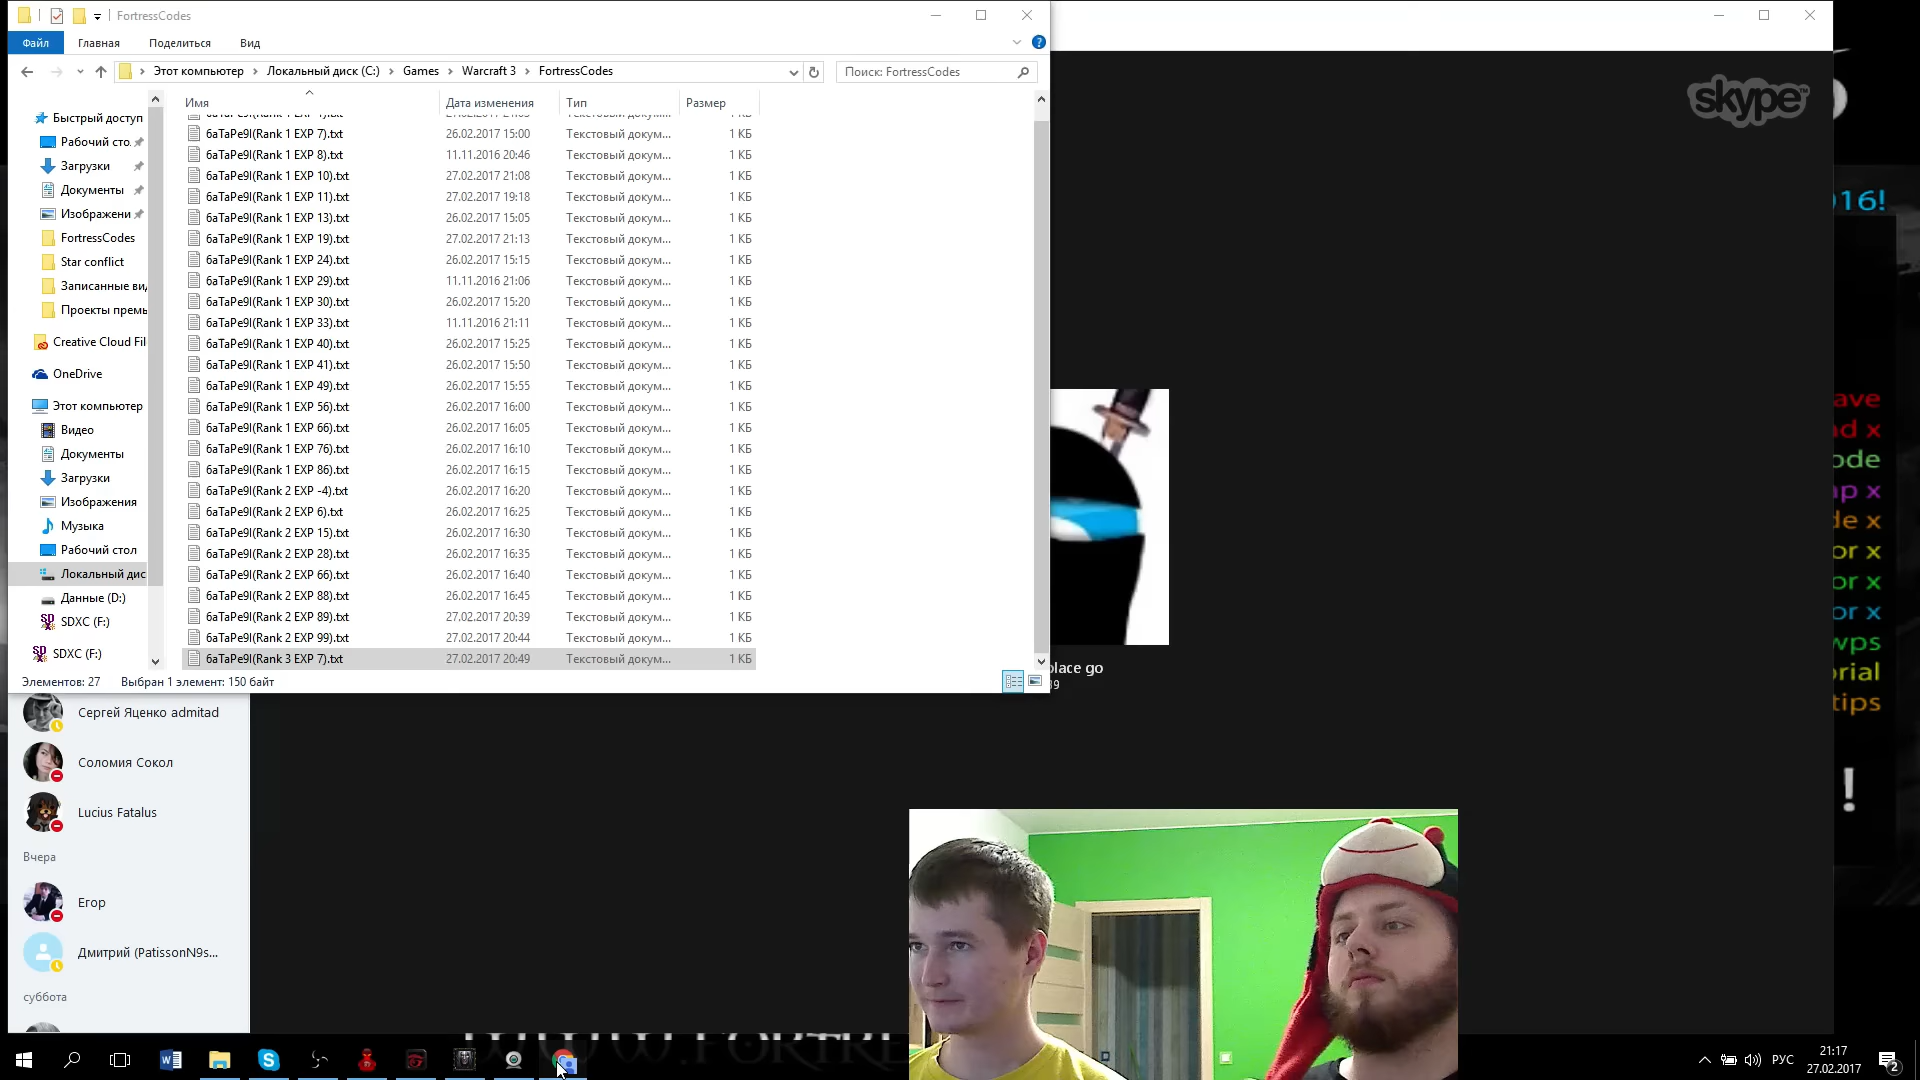 FortressCodes
Файл Главная Поделиться Вид
Этот компьютер Локальный диск (C:) Games Warcraft 3 FortressCodes
Поиск: FortressCodes
Имя Дата изменения Тип Размер
6aTaPe9I(Rank 1 EXP 7).txt 26.02.2017 15:00 Текстовый докум... 1 КБ
6aTaPe9I(Rank 1 EXP 8).txt 11.11.2016 20:46 Текстовый докум... 1 КБ
6aTaPe9I(Rank 1 EXP 10).txt 27.02.2017 21:08 Текстовый докум... 1 КБ
6aTaPe9I(Rank 1 EXP 11).txt 27.02.2017 19:18 Текстовый докум... 1 КБ
6aTaPe9I(Rank 1 EXP 13).txt 26.02.2017 15:05 Текстовый докум... 1 КБ
6aTaPe9I(Rank 1 EXP 19).txt 27.02.2017 21:13 Текстовый докум... 1 КБ
6aTaPe9I(Rank 1 EXP 24).txt 26.02.2017 15:15 Текстовый докум... 1 КБ
6aTaPe9I(Rank 1 EXP 29).txt 11.11.2016 21:06 Текстовый докум... 1 КБ
6aTaPe9I(Rank 1 EXP 30).txt 26.02.2017 15:20 Текстовый докум... 1 КБ
6aTaPe9I(Rank 1 EXP 33).txt 11.11.2016 21:11 Текстовый докум... 1 КБ
6aTaPe9I(Rank 1 EXP 40).txt 26.02.2017 15:25 Текстовый докум... 1 КБ
6aTaPe9I(Rank 1 EXP 41).txt 26.02.2017 15:50 Текстовый докум... 1 КБ
6aTaPe9I(Rank 1 EXP 49).txt 26.02.2017 15:55 Текстовый докум... 1 КБ
6aTaPe9I(Rank 1 EXP 56).txt 26.02.2017 16:00 Текстовый докум... 1 КБ
6aTaPe9I(Rank 1 EXP 66).txt 26.02.2017 16:05 Текстовый докум... 1 КБ
6aTaPe9I(Rank 1 EXP 76).txt 26.02.2017 16:10 Текстовый докум... 1 КБ
6aTaPe9I(Rank 1 EXP 86).txt 26.02.2017 16:15 Текстовый докум... 1 КБ
6aTaPe9I(Rank 2 EXP -4).txt 26.02.2017 16:20 Текстовый докум... 1 КБ
6aTaPe9I(Rank 2 EXP 6).txt 26.02.2017 16:25 Текстовый докум... 1 КБ
6aTaPe9I(Rank 2 EXP 15).txt 26.02.2017 16:30 Текстовый докум... 1 КБ
6aTaPe9I(Rank 2 EXP 28).txt 26.02.2017 16:35 Текстовый докум... 1 КБ
6aTaPe9I(Rank 2 EXP 66).txt 26.02.2017 16:40 Текстовый докум... 1 КБ
6aTaPe9I(Rank 2 EXP 88).txt 26.02.2017 16:45 Текстовый докум... 1 КБ
6aTaPe9I(Rank 2 EXP 89).txt 27.02.2017 20:39 Текстовый докум... 1 КБ
6aTaPe9I(Rank 2 EXP 99).txt 27.02.2017 20:44 Текстовый докум... 1 КБ
6aTaPe9I(Rank 3 EXP 7).txt 27.02.2017 20:49 Текстовый докум... 1 КБ
Быстрый доступ
Рабочий сто.
Загрузки
Документы
Изображени
FortressCodes
Star conflict
Записанные ви
Проекты прем
Creative Cloud Fil
OneDrive
Этот компьютер
Видео
Документы
Загрузки
Изображения
Музыка
Рабочий стол
Локальный дис
Данные (D:)
SDXC (F:)
SDXC (F:)
Элементов: 27 Выбран 1 элемент: 150 байт
Сергей Яценко admitad
Соломия Сокол
Lucius Fatalus
Вчера
Егор
Дмитрий (PatissonN9s...
суббота
skype
016!
ave
d x
ode
p x
de x
or x
or x
or x
wps
rial
tips
!
place go
19
WWW.FORTRE
РУС
21:17
27.02.2017
2